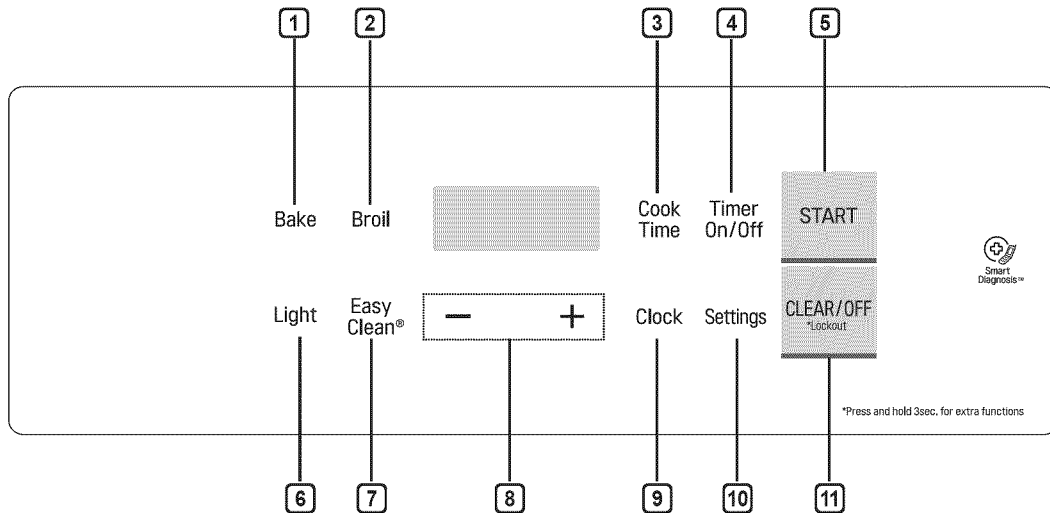 1 2 3 4 5
Bake Broil Cook Time Timer On/Off START
Smart
Diagnosis™
Light Easy Clean® − + Clock Settings CLEAR/OFF
*Lockout
*Press and hold 3sec. for extra functions
6 7 8 9 10 11